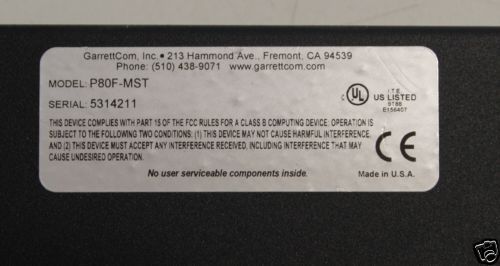 GarrettCom, Inc. • 213 Hammond Ave., Fremont, CA 94539
Phone: (510) 438-9071 www.garrettcom.com
MODEL: P80F-MST
SERIAL: 5314211
C UL US LISTED
I.T.E.
9T88
E156407
THIS DEVICE COMPLIES WITH PART 15 OF THE FCC RULES FOR A CLASS B COMPUTING DEVICE. OPERATION IS
SUBJECT TO THE FOLLOWING TWO CONDITIONS: (1) THIS DEVICE MAY NOT CAUSE HARMFUL INTERFERENCE,
AND (2) THIS DEVICE MUST ACCEPT ANY INTERFERENCE RECEIVED, INCLUDING INTERFERENCE THAT MAY
CAUSE UNDESIRED OPERATION.
CE
No user serviceable components inside.
Made in U.S.A.
ebY